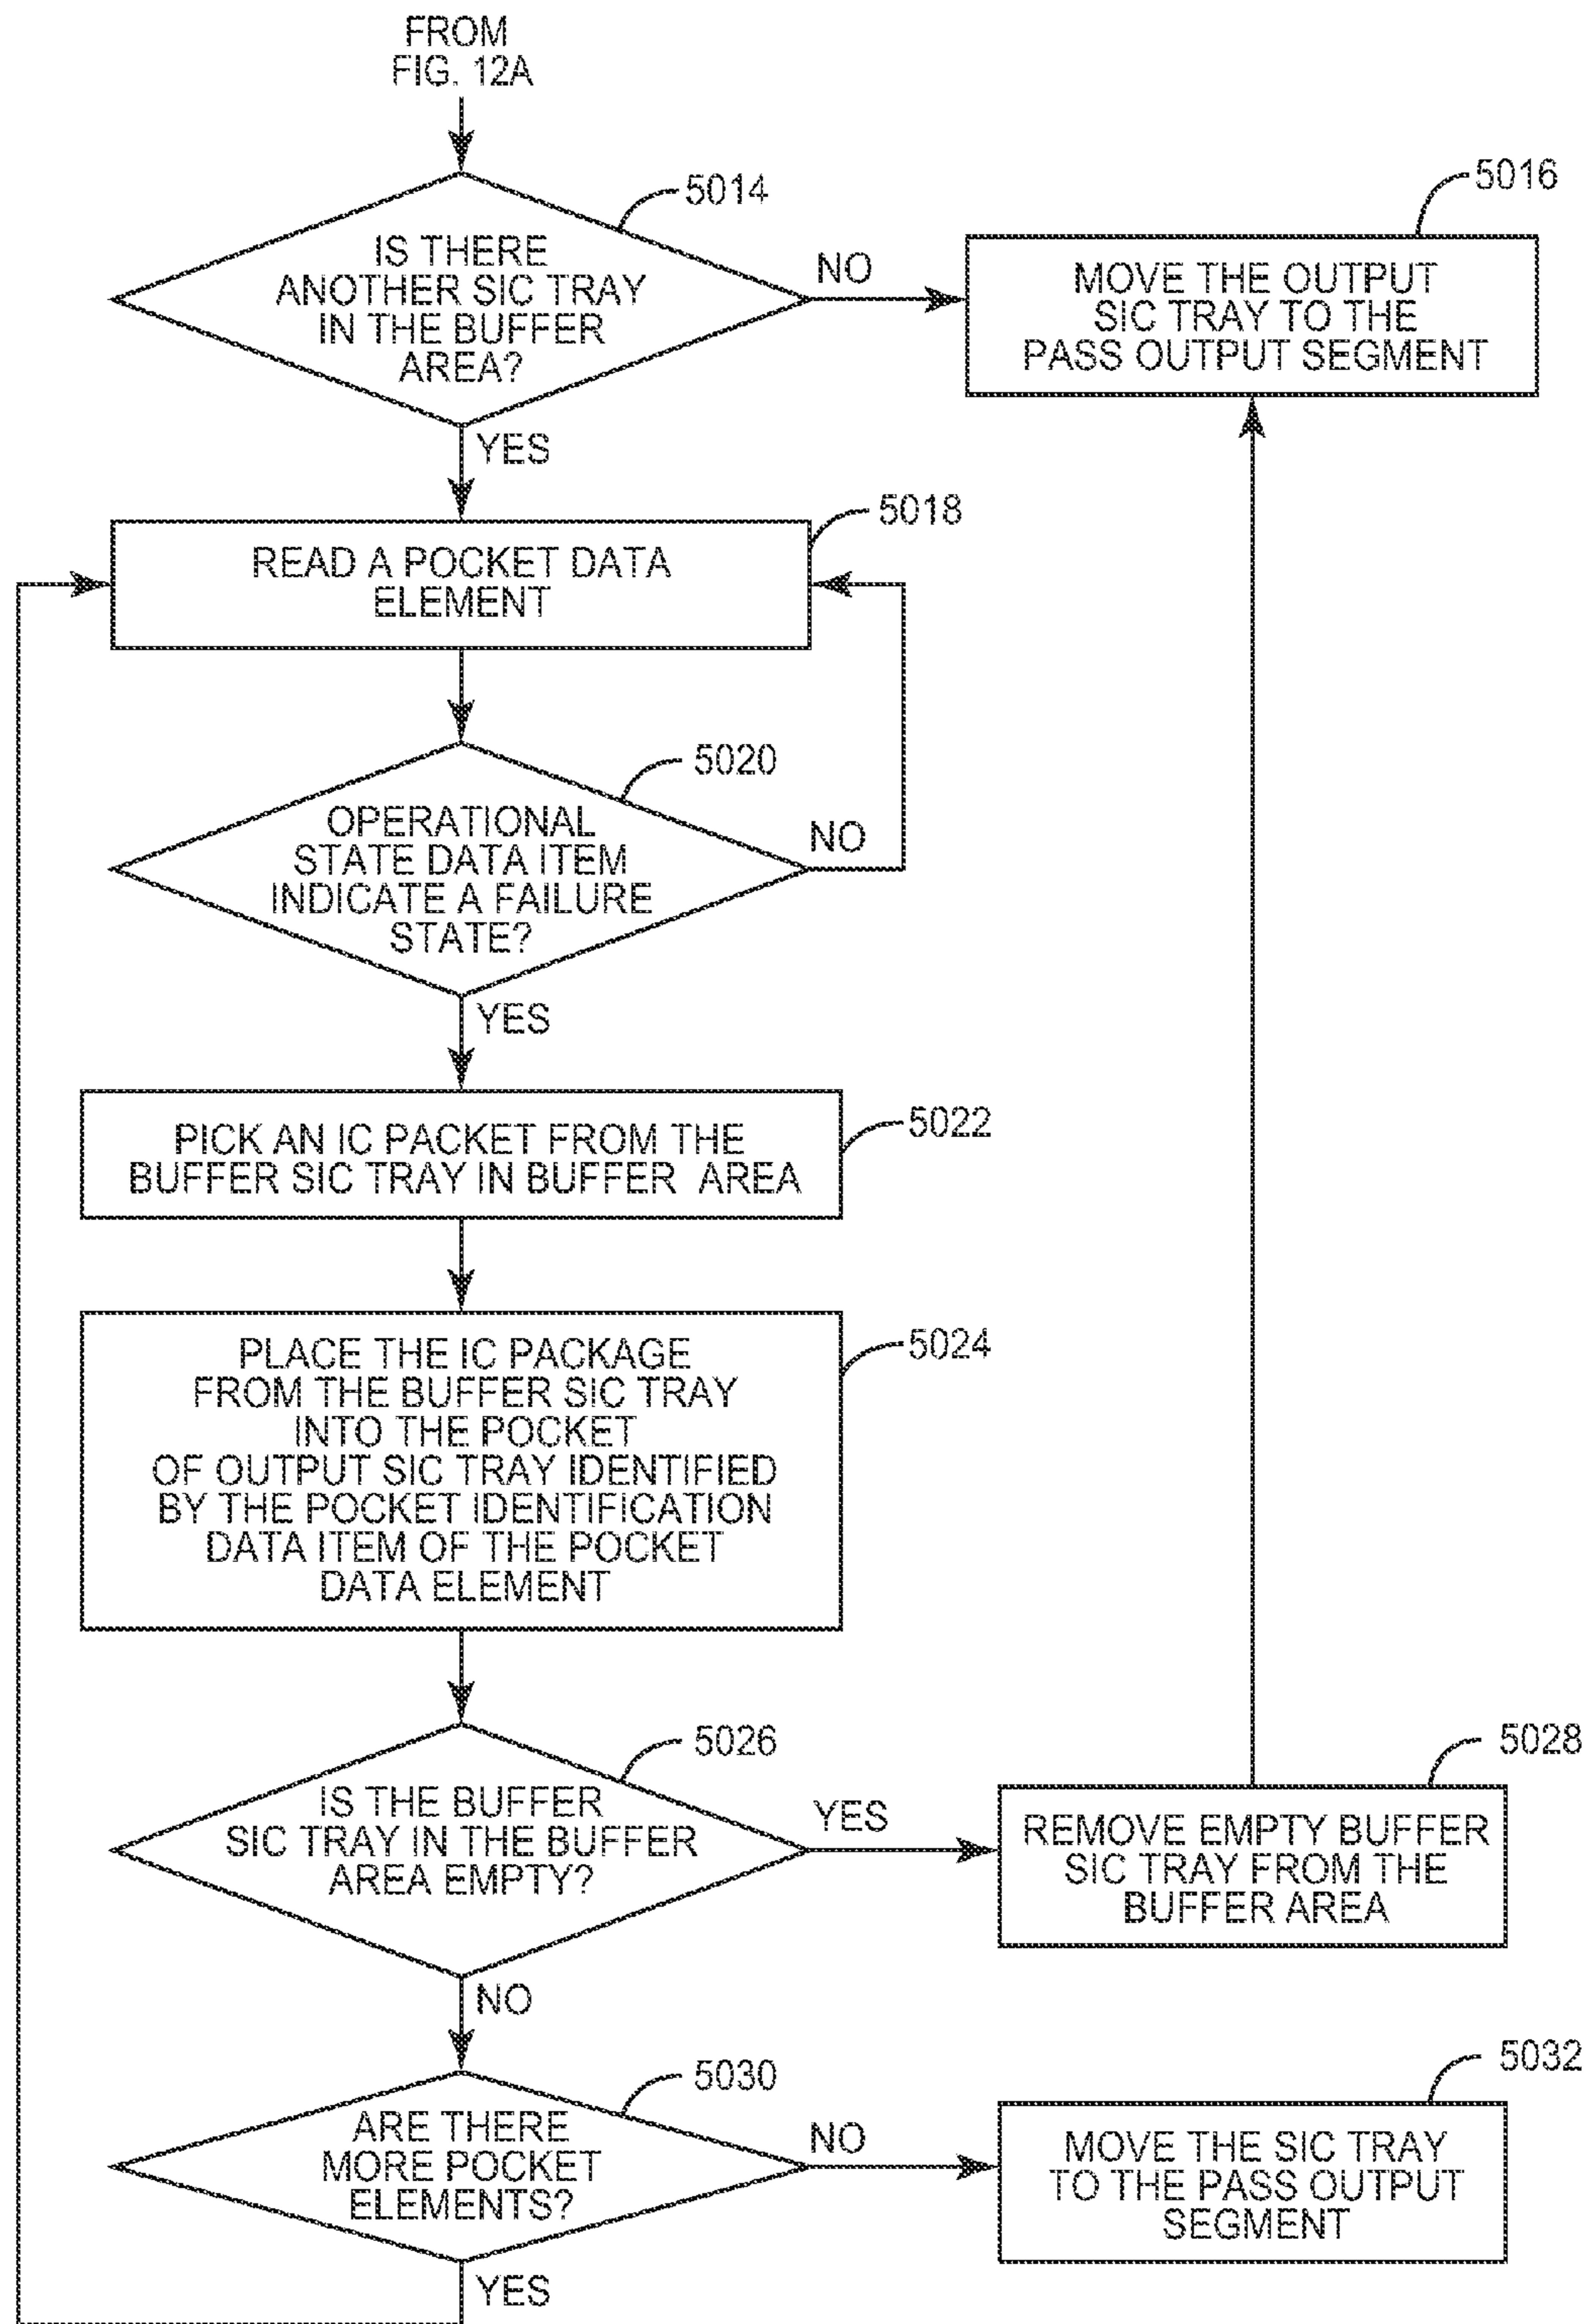 FROM
FIG. 12A
5014
IS THERE
ANOTHER SIC TRAY
IN THE BUFFER
AREA?
NO
5016
MOVE THE OUTPUT
SIC TRAY TO THE
PASS OUTPUT SEGMENT
YES
5018
READ A POCKET DATA
ELEMENT
5020
OPERATIONAL
STATE DATA ITEM
INDICATE A FAILURE
STATE?
NO
YES
5022
PICK AN IC PACKET FROM THE
BUFFER SIC TRAY IN BUFFER AREA
5024
PLACE THE IC PACKAGE
FROM THE BUFFER SIC TRAY
INTO THE POCKET
OF OUTPUT SIC TRAY IDENTIFIED
BY THE POCKET IDENTIFICATION
DATA ITEM OF THE POCKET
DATA ELEMENT
5026
IS THE BUFFER
SIC TRAY IN THE BUFFER
AREA EMPTY?
YES
5028
REMOVE EMPTY BUFFER
SIC TRAY FROM THE
BUFFER AREA
NO
5030
ARE THERE
MORE POCKET
ELEMENTS?
NO
5032
MOVE THE SIC TRAY
TO THE PASS OUTPUT
SEGMENT
YES